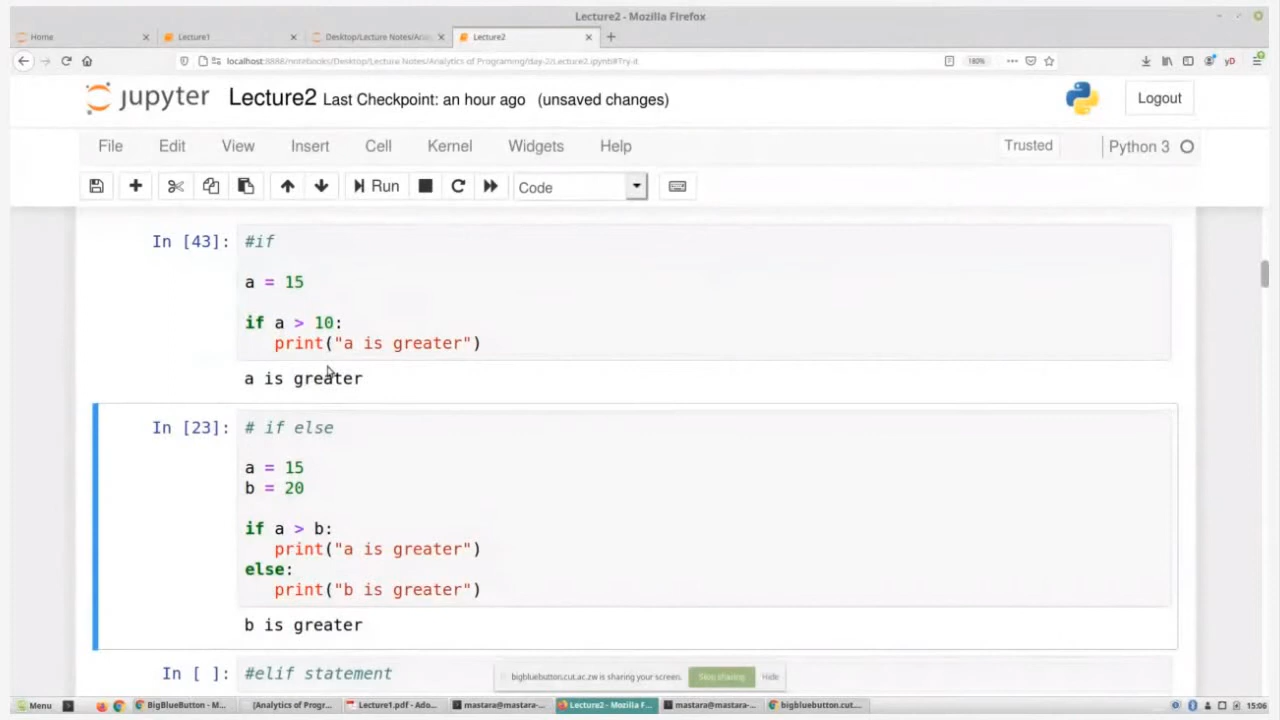 Lecture2 - Mozilla Firefox
Home
Lecture1
Desktop/Lecture Notes/Ana
Lecture2
localhost:8888/notebooks/Desktop/Lecture Notes/Analytics of Programing/day-2/Lecture2.ipynb#Try-it
180%
jupyter Lecture2 Last Checkpoint: an hour ago (unsaved changes)
Logout
File Edit View Insert Cell Kernel Widgets Help
Trusted
Python 3
Run
Code
In [43]: #if
a = 15
if a > 10:
print("a is greater")
a is greater
In [23]: # if else
a = 15
b = 20
if a > b:
print("a is greater")
else:
print("b is greater")
b is greater
In [ ]: #elif statement
bigbluebutton.cut.ac.zw is sharing your screen. Stop sharing Hide
Menu
BigBlueButton - M...
[Analytics of Progr...
Lecture1.pdf - Ado...
mastara@mastara-...
Lecture2 - Mozilla F...
mastara@mastara-...
bigbluebutton.cut....
15:06